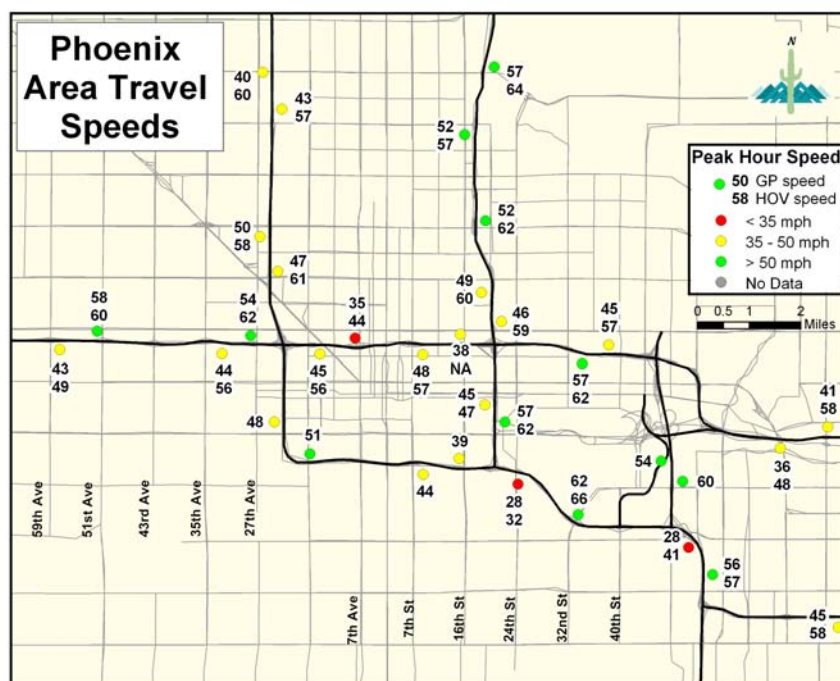 Phoenix
Area Travel
Speeds
N
Peak Hour Speed
50 GP speed
58 HOV speed
< 35 mph
35 - 50 mph
> 50 mph
No Data
0 1 2
Miles
40
60
43
57
57
64
52
57
52
62
50
58
47
61
49
60
46
59
58
60
54
62
35
44
38
NA
45
57
43
49
44
56
45
56
48
57
57
62
45
47
57
62
41
58
36
48
48
51
39
44
54
60
28
32
62
66
28
41
56
57
45
58
59th Ave
51st Ave
43rd Ave
35th Ave
27th Ave
7th Ave
7th St
16th St
24th St
32nd St
40th St